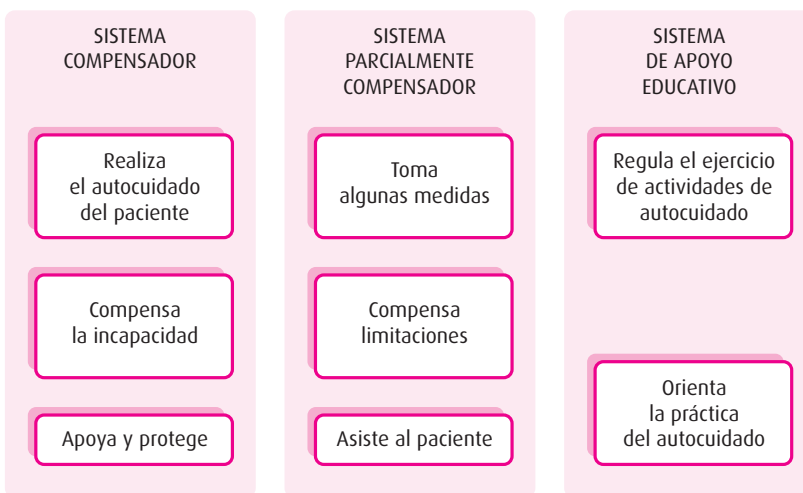 SISTEMA
COMPENSADOR
Realiza
el autocuidado
del paciente
Compensa
la incapacidad
Apoya y protege
SISTEMA
PARCIALMENTE
COMPENSADOR
Toma
algunas medidas
Compensa
limitaciones
Asiste al paciente
SISTEMA
DE APOYO
EDUCATIVO
Regula el ejercicio
de actividades de
autocuidado
Orienta
la práctica
del autocuidado